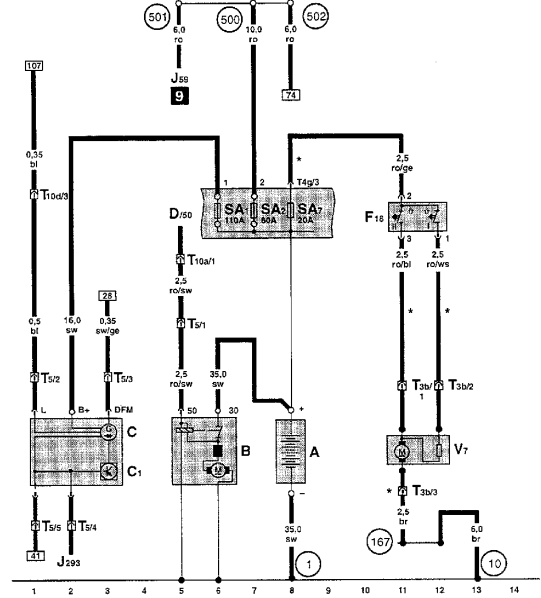 501
500
502
6,0
ro
10,0
ro
6,0
ro
J59
9
74
107
0,35
bl
T10d/3
1
2
T4g/3
*
2,5
ro/ge
SA1
110A
SA2
60A
SA7
20A
D/50
F18
2
3
1
T10a/1
2,5
ro/sw
2,5
ro/bl
2,5
ro/ws
28
0,5
bl
16,0
sw
0,35
sw/ge
T5/1
*
*
T5/2
T5/3
2,5
ro/sw
35,0
sw
T3b/
1
T3b/2
L
B+
DFM
50
30
+
G
C
K
C1
M
B
A
M
V7
−
*
T3b/3
T5/5
T5/4
35,0
sw
2,5
br
6,0
br
41
J293
1
167
10
1 2 3 4 5 6 7 8 9 10 11 12 13 14